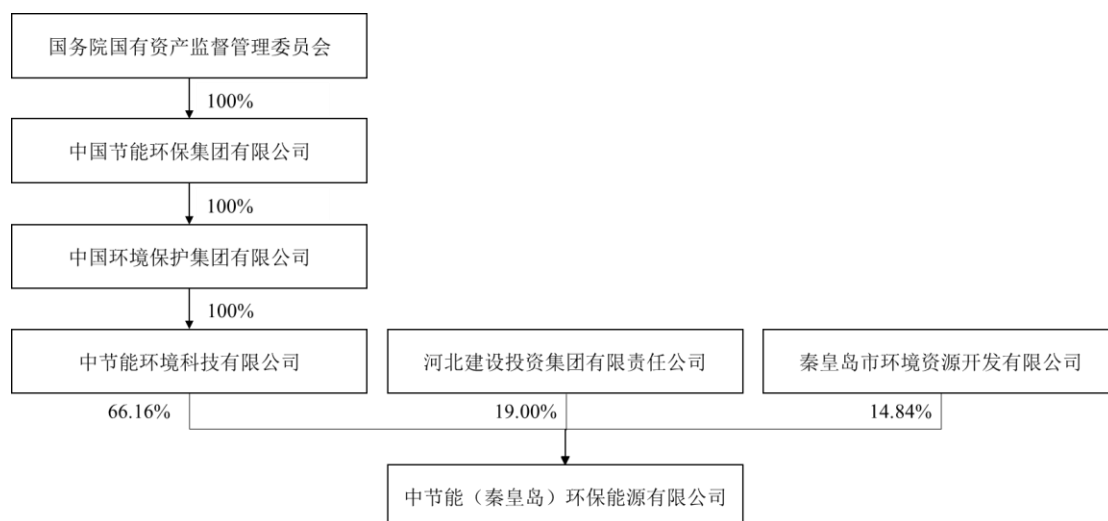 国务院国有资产监督管理委员会
100%
中国节能环保集团有限公司
100%
中国环境保护集团有限公司
100%
中节能环境科技有限公司
河北建设投资集团有限责任公司
秦皇岛市环境资源开发有限公司
66.16%
19.00%
14.84%
中节能（秦皇岛）环保能源有限公司